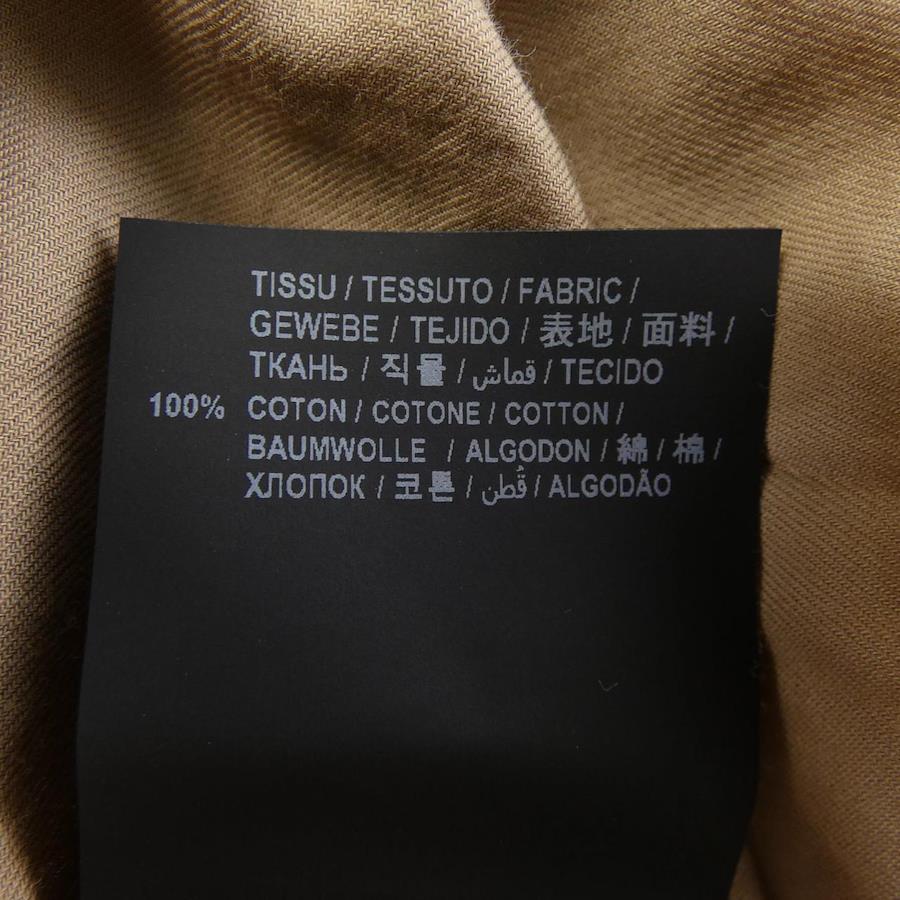 TISSU / TESSUTO / FABRIC /
GEWEBE / TEJIDO / 表地 / 面料 /
ТКАНЬ / 직물 / قماش / TECIDO
100% COTON / COTONE / COTTON /
BAUMWOLLE / ALGODON / 綿 / 棉 /
ХЛОПОК / 코튼 / قُطن / ALGODÃO